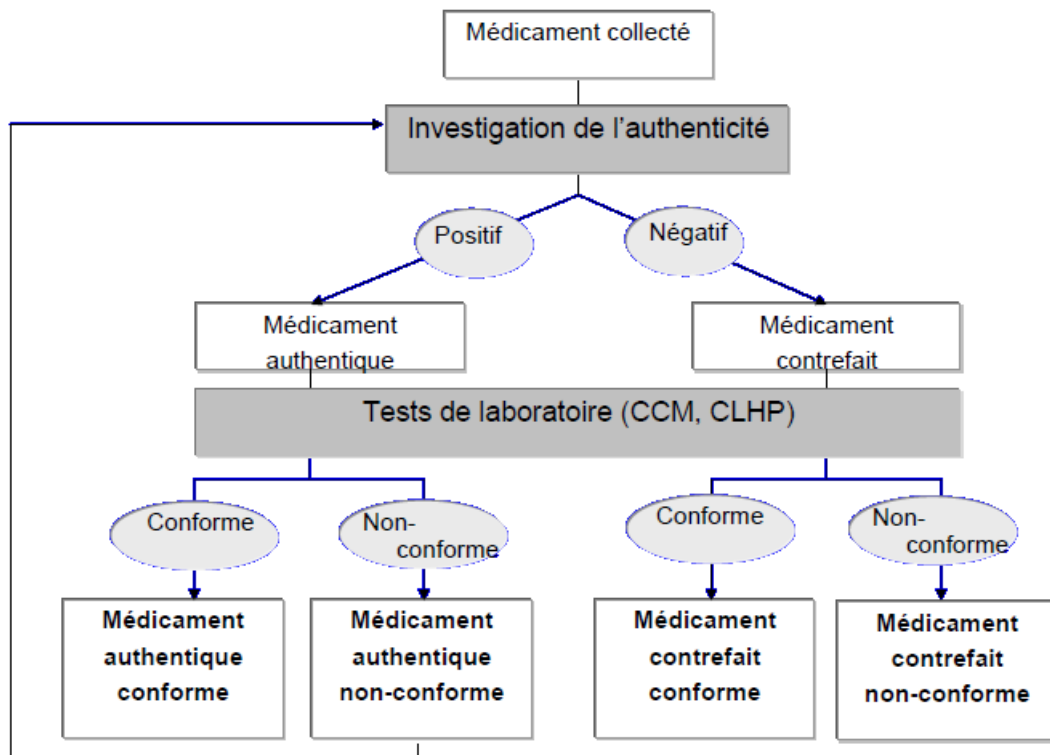 Médicament collecté
Investigation de l'authenticité
Positif
Négatif
Médicament
authentique
Médicament
contrefait
Tests de laboratoire (CCM, CLHP)
Conforme
Non-
conforme
Conforme
Non-
conforme
Médicament
authentique
conforme
Médicament
authentique
non-conforme
Médicament
contrefait
conforme
Médicament
contrefait
non-conforme